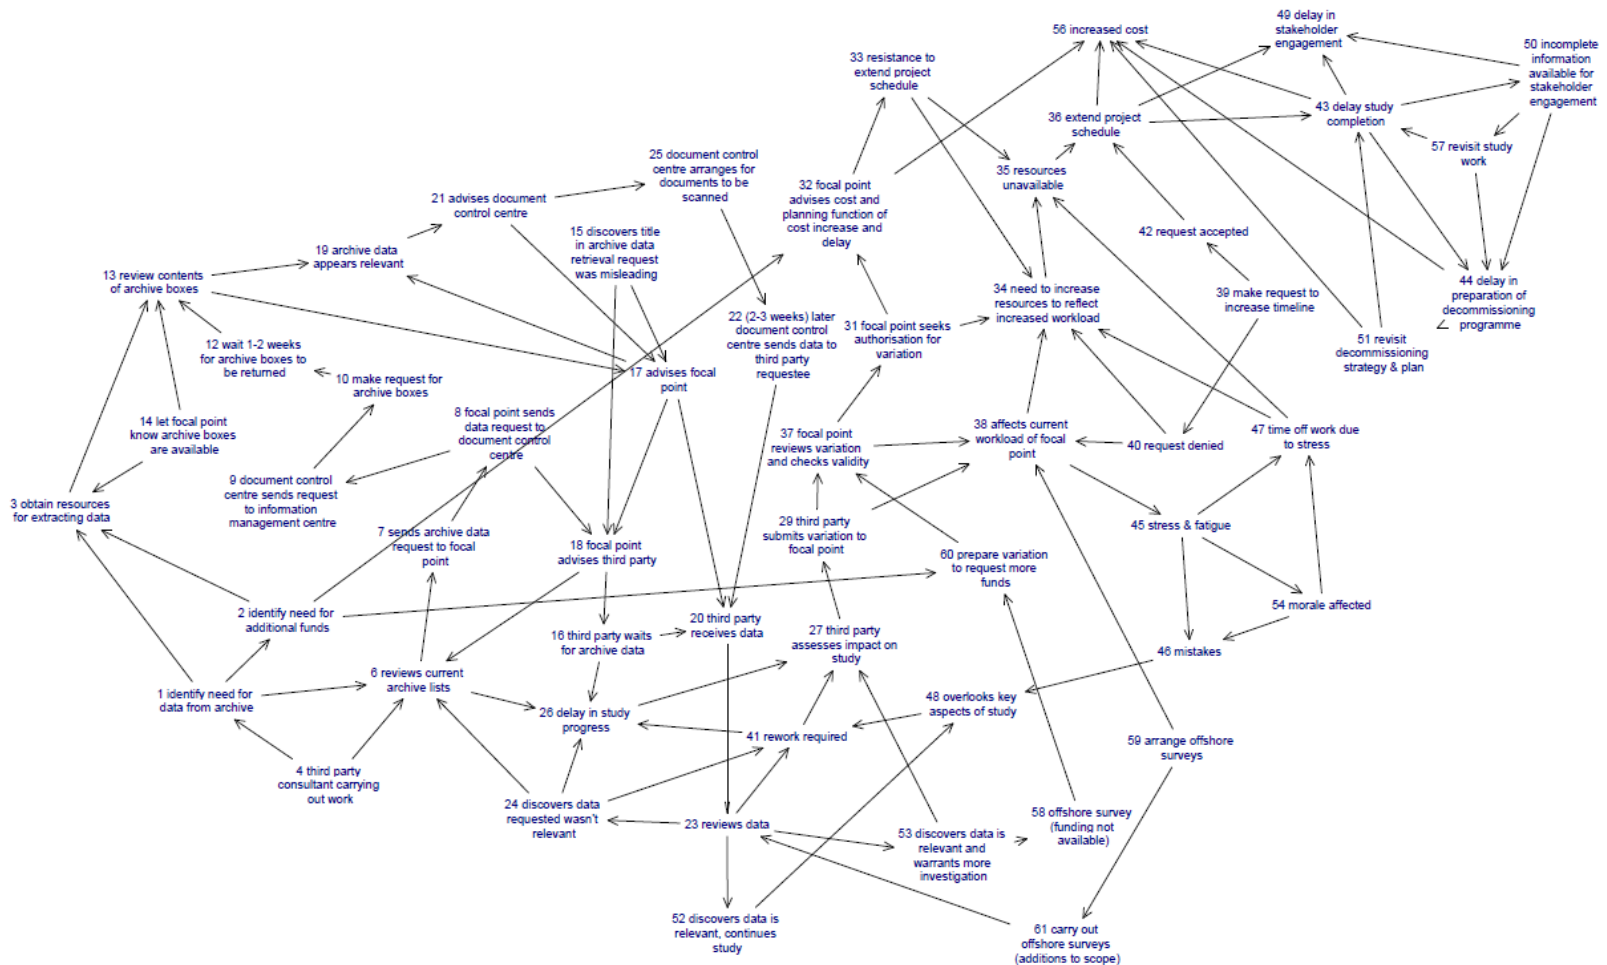 49 delay in
stakeholder
engagement
56 increased cost
50 incomplete
information
available for
stakeholder
engagement
33 resistance to
extend project
schedule
43 delay study
completion
36 extend project
schedule
57 revisit study
work
25 document control
centre arranges for
documents to be
scanned
35 resources
unavailable
32 focal point
advises cost and
planning function of
cost increase and
delay
21 advises document
control centre
15 discovers title
in archive data
retrieval request
was misleading
42 request accepted
19 archive data
appears relevant
13 review contents
of archive boxes
34 need to increase
resources to reflect
increased workload
39 make request to
increase timeline
44 delay in
preparation of
decommissioning
programme
22 (2-3 weeks) later
document control
centre sends data to
third party
requestee
31 focal point seeks
authorisation for
variation
51 revisit
decommissioning
strategy & plan
12 wait 1-2 weeks
for archive boxes to
be returned
17 advises focal
point
10 make request for
archive boxes
8 focal point sends
data request to
document control
centre
14 let focal point
know archive boxes
are available
38 affects current
workload of focal
point
37 focal point
reviews variation
and checks validity
40 request denied
47 time off work due
to stress
9 document control
centre sends request
to information
management centre
3 obtain resources
for extracting data
7 sends archive data
request to focal
point
29 third party
submits variation to
focal point
45 stress & fatigue
18 focal point
advises third party
60 prepare variation
to request more
funds
2 identify need for
additional funds
54 morale affected
20 third party
receives data
16 third party waits
for archive data
27 third party
assesses impact on
study
46 mistakes
6 reviews current
archive lists
1 identify need for
data from archive
48 overlooks key
aspects of study
26 delay in study
progress
41 rework required
59 arrange offshore
surveys
4 third party
consultant carrying
out work
24 discovers data
requested wasn't
relevant
23 reviews data
53 discovers data is
relevant and
warrants more
investigation
58 offshore survey
(funding not
available)
52 discovers data is
relevant, continues
study
61 carry out
offshore surveys
(additions to scope)